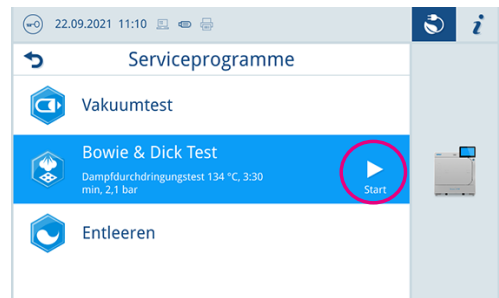 22.09.2021 11:10
Serviceprogramme
Vakuumtest
Bowie & Dick Test
Dampfdurchdringungstest 134 °C, 3:30
min, 2,1 bar
Start
Entleeren
i